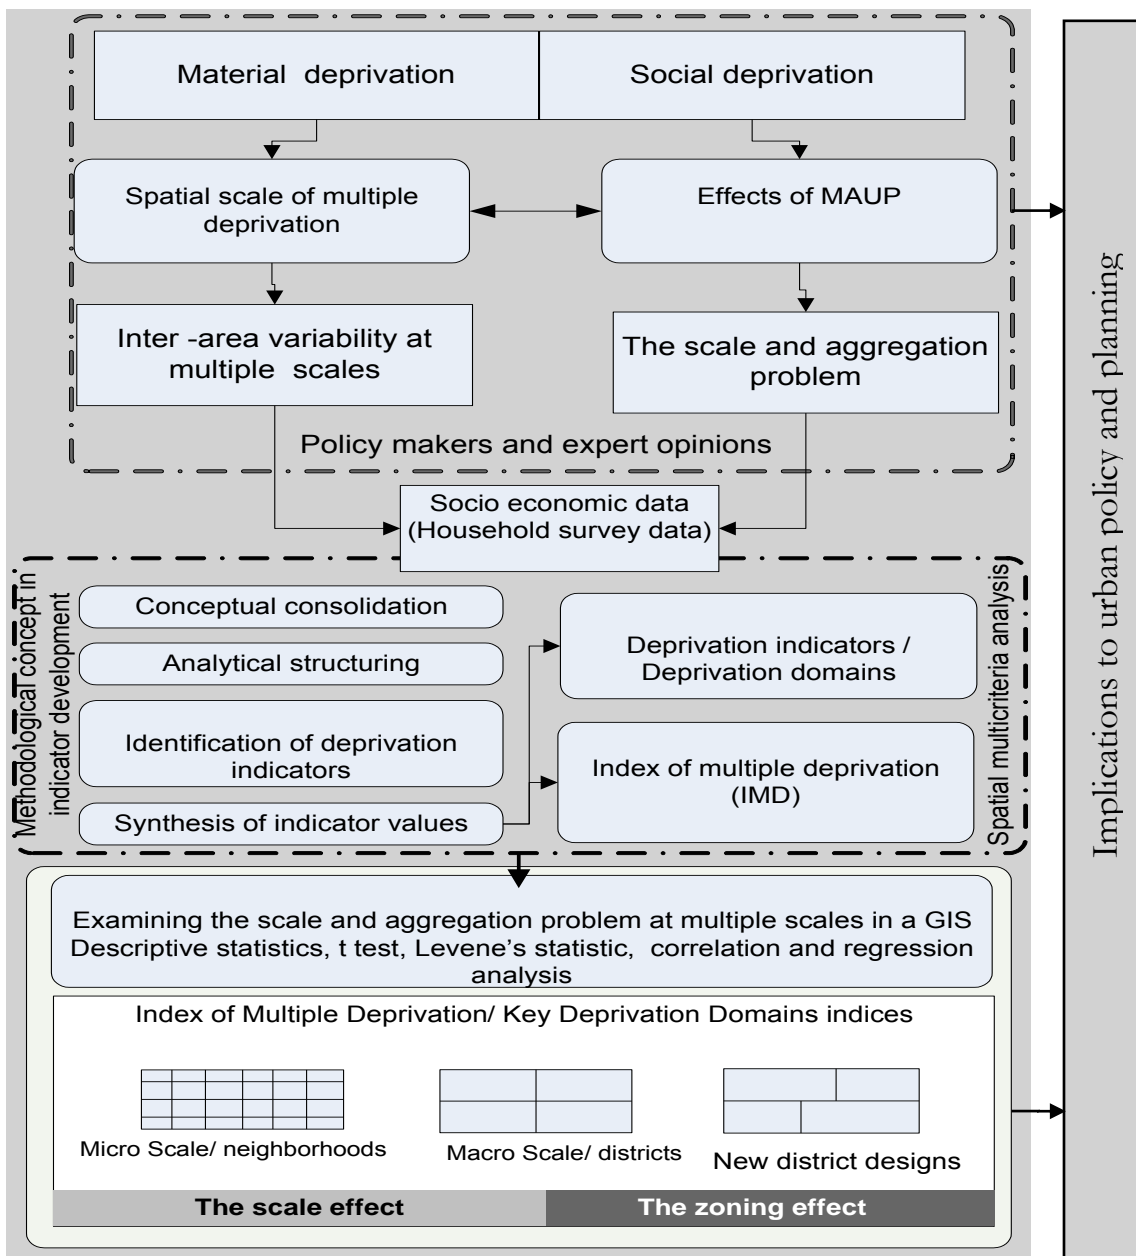 Material deprivation
Social deprivation
Spatial scale of multiple
deprivation
Effects of MAUP
Inter -area variability at
multiple scales
The scale and aggregation
problem
Policy makers and expert opinions
Socio economic data
(Household survey data)
Methodological concept in
indicator development
Conceptual consolidation
Analytical structuring
Identification of deprivation
indicators
Synthesis of indicator values
Deprivation indicators /
Deprivation domains
Index of multiple deprivation
(IMD)
Spatial multicriteria analysis
Examining the scale and aggregation problem at multiple scales in a GIS
Descriptive statistics, t test, Levene's statistic, correlation and regression
analysis
Index of Multiple Deprivation/ Key Deprivation Domains indices
Micro Scale/ neighborhoods
Macro Scale/ districts
New district designs
The scale effect
The zoning effect
Implications to urban policy and planning